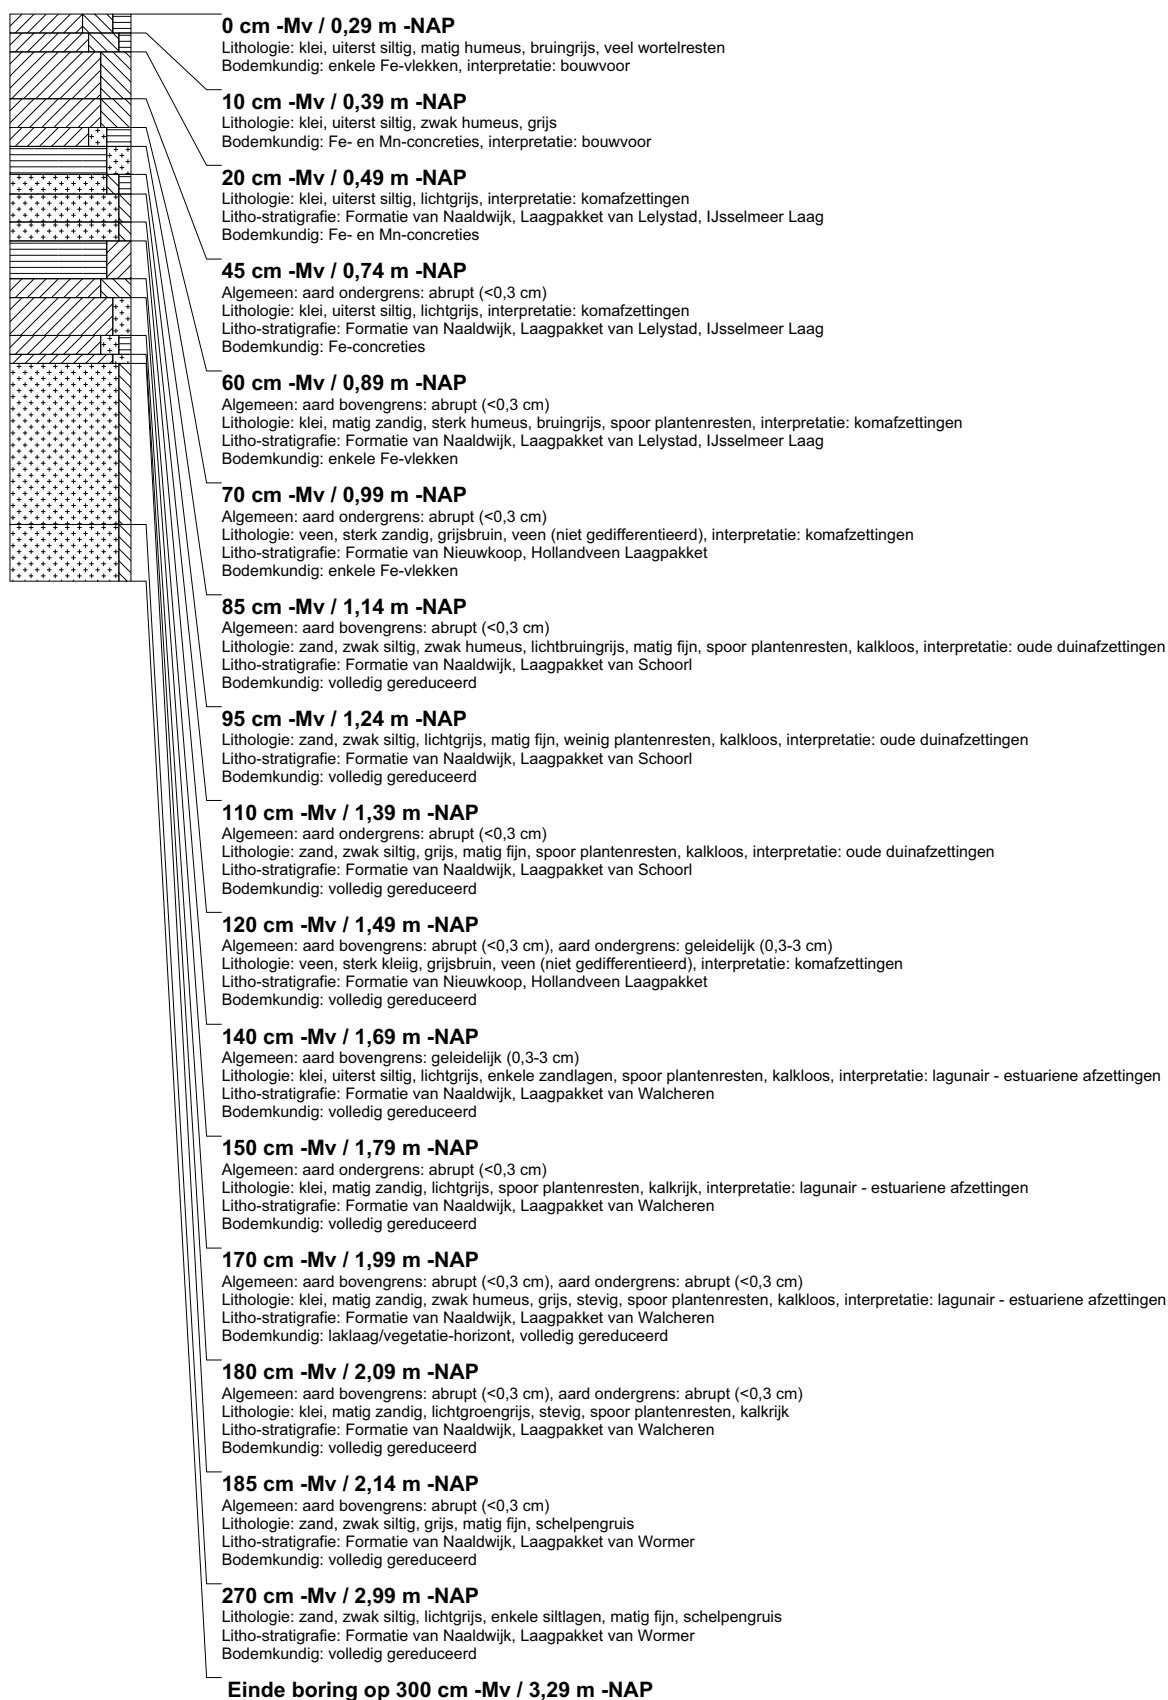 0 cm -Mv / 0,29 m -NAP
Lithologie: klei, uiterst siltig, matig humeus, bruingrijs, veel wortelresten
Bodemkundig: enkele Fe-vlekken, interpretatie: bouwvoor
10 cm -Mv / 0,39 m -NAP
Lithologie: klei, uiterst siltig, zwak humeus, grijs
Bodemkundig: Fe- en Mn-concreties, interpretatie: bouwvoor
20 cm -Mv / 0,49 m -NAP
Lithologie: klei, uiterst siltig, lichtgrijs, interpretatie: komafzettingen
Litho-stratigrafie: Formatie van Naaldwijk, Laagpakket van Lelystad, IJsselmeer Laag
Bodemkundig: Fe- en Mn-concreties
45 cm -Mv / 0,74 m -NAP
Algemeen: aard ondergrens: abrupt (<0,3 cm)
Lithologie: klei, uiterst siltig, lichtgrijs, interpretatie: komafzettingen
Litho-stratigrafie: Formatie van Naaldwijk, Laagpakket van Lelystad, IJsselmeer Laag
Bodemkundig: Fe-concreties
60 cm -Mv / 0,89 m -NAP
Algemeen: aard bovengrens: abrupt (<0,3 cm)
Lithologie: klei, matig zandig, sterk humeus, bruingrijs, spoor plantenresten, interpretatie: komafzettingen
Litho-stratigrafie: Formatie van Naaldwijk, Laagpakket van Lelystad, IJsselmeer Laag
Bodemkundig: enkele Fe-vlekken
70 cm -Mv / 0,99 m -NAP
Algemeen: aard ondergrens: abrupt (<0,3 cm)
Lithologie: veen, sterk zandig, grijsbruin, veen (niet gedifferentieerd), interpretatie: komafzettingen
Litho-stratigrafie: Formatie van Nieuwkoop, Hollandveen Laagpakket
Bodemkundig: enkele Fe-vlekken
85 cm -Mv / 1,14 m -NAP
Algemeen: aard bovengrens: abrupt (<0,3 cm)
Lithologie: zand, zwak siltig, zwak humeus, lichtbruingrijs, matig fijn, spoor plantenresten, kalkloos, interpretatie: oude duinafzettingen
Litho-stratigrafie: Formatie van Naaldwijk, Laagpakket van Schoorl
Bodemkundig: volledig gereduceerd
95 cm -Mv / 1,24 m -NAP
Lithologie: zand, zwak siltig, lichtgrijs, matig fijn, weinig plantenresten, kalkloos, interpretatie: oude duinafzettingen
Litho-stratigrafie: Formatie van Naaldwijk, Laagpakket van Schoorl
Bodemkundig: volledig gereduceerd
110 cm -Mv / 1,39 m -NAP
Algemeen: aard ondergrens: abrupt (<0,3 cm)
Lithologie: zand, zwak siltig, grijs, matig fijn, spoor plantenresten, kalkloos, interpretatie: oude duinafzettingen
Litho-stratigrafie: Formatie van Naaldwijk, Laagpakket van Schoorl
Bodemkundig: volledig gereduceerd
120 cm -Mv / 1,49 m -NAP
Algemeen: aard bovengrens: abrupt (<0,3 cm), aard ondergrens: geleidelijk (0,3-3 cm)
Lithologie: veen, sterk kleiig, grijsbruin, veen (niet gedifferentieerd), interpretatie: komafzettingen
Litho-stratigrafie: Formatie van Nieuwkoop, Hollandveen Laagpakket
Bodemkundig: volledig gereduceerd
140 cm -Mv / 1,69 m -NAP
Algemeen: aard bovengrens: geleidelijk (0,3-3 cm)
Lithologie: klei, uiterst siltig, lichtgrijs, enkele zandlagen, spoor plantenresten, kalkloos, interpretatie: lagunair - estuariene afzettingen
Litho-stratigrafie: Formatie van Naaldwijk, Laagpakket van Walcheren
Bodemkundig: volledig gereduceerd
150 cm -Mv / 1,79 m -NAP
Algemeen: aard ondergrens: abrupt (<0,3 cm)
Lithologie: klei, matig zandig, lichtgrijs, spoor plantenresten, kalkrijk, interpretatie: lagunair - estuariene afzettingen
Litho-stratigrafie: Formatie van Naaldwijk, Laagpakket van Walcheren
Bodemkundig: volledig gereduceerd
170 cm -Mv / 1,99 m -NAP
Algemeen: aard bovengrens: abrupt (<0,3 cm), aard ondergrens: abrupt (<0,3 cm)
Lithologie: klei, matig zandig, zwak humeus, grijs, stevig, spoor plantenresten, kalkloos, interpretatie: lagunair - estuariene afzettingen
Litho-stratigrafie: Formatie van Naaldwijk, Laagpakket van Walcheren
Bodemkundig: laklaag/vegetatie-horizont, volledig gereduceerd
180 cm -Mv / 2,09 m -NAP
Algemeen: aard bovengrens: abrupt (<0,3 cm), aard ondergrens: abrupt (<0,3 cm)
Lithologie: klei, matig zandig, lichtgroengrijs, stevig, spoor plantenresten, kalkrijk
Litho-stratigrafie: Formatie van Naaldwijk, Laagpakket van Walcheren
Bodemkundig: volledig gereduceerd
185 cm -Mv / 2,14 m -NAP
Algemeen: aard bovengrens: abrupt (<0,3 cm)
Lithologie: zand, zwak siltig, grijs, matig fijn, schelpengruis
Litho-stratigrafie: Formatie van Naaldwijk, Laagpakket van Wormer
Bodemkundig: volledig gereduceerd
270 cm -Mv / 2,99 m -NAP
Lithologie: zand, zwak siltig, lichtgrijs, enkele siltlagen, matig fijn, schelpengruis
Litho-stratigrafie: Formatie van Naaldwijk, Laagpakket van Wormer
Bodemkundig: volledig gereduceerd
Einde boring op 300 cm -Mv / 3,29 m -NAP